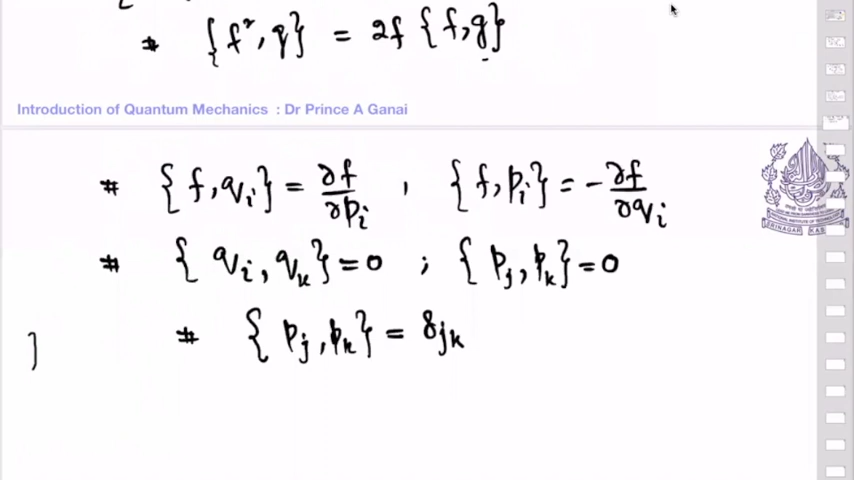 # {f², g} = 2f {f,g}
Introduction of Quantum Mechanics : Dr Prince A Ganai
# {f, qᵢ} = ∂f/∂pᵢ , {f, pᵢ} = -∂f/∂qᵢ
# {qᵢ, qₖ} = 0 ; {pⱼ, pₖ} = 0
# {pⱼ, pₖ} = δⱼₖ